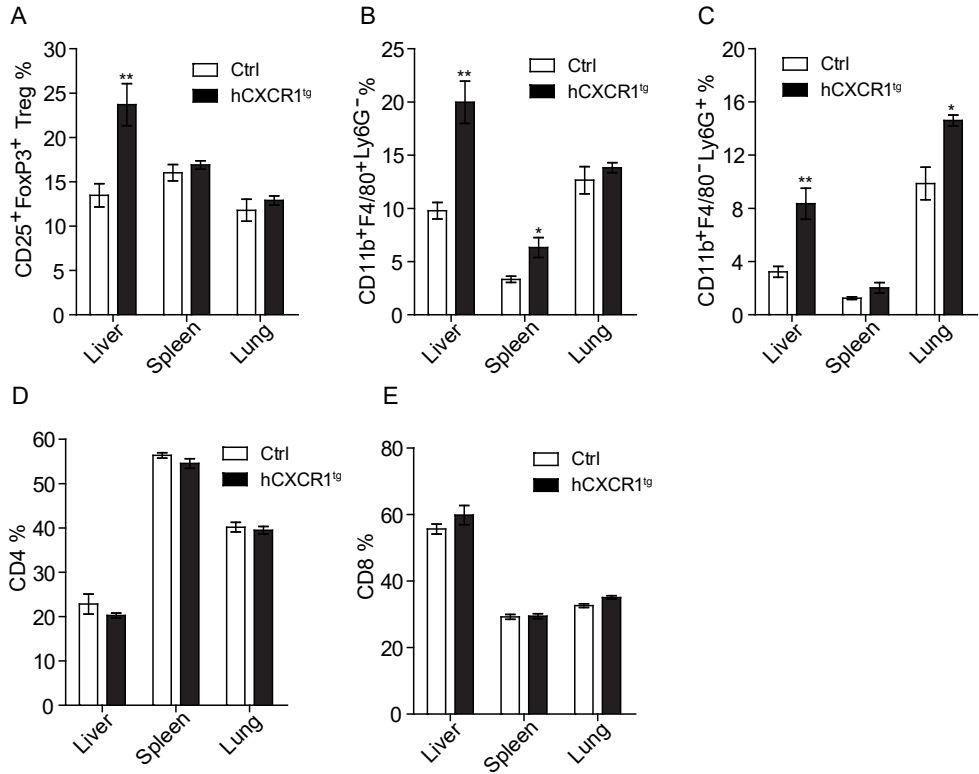 A
CD25⁺FoxP3⁺ Treg %
30
25
20
15
10
5
0
**
Ctrl
hCXCR1ᵗᵍ
Liver
Spleen
Lung
B
CD11b⁺F4/80⁺Ly6G⁻%
25
20
15
10
5
0
**
*
Ctrl
hCXCR1ᵗᵍ
Liver
Spleen
Lung
C
CD11b⁺F4/80⁻Ly6G⁺ %
20
16
12
8
4
0
**
*
Ctrl
hCXCR1ᵗᵍ
Liver
Spleen
Lung
D
CD4 %
60
50
40
30
20
10
0
Ctrl
hCXCR1ᵗᵍ
Liver
Spleen
Lung
E
CD8 %
80
60
40
20
0
Ctrl
hCXCR1ᵗᵍ
Liver
Spleen
Lung